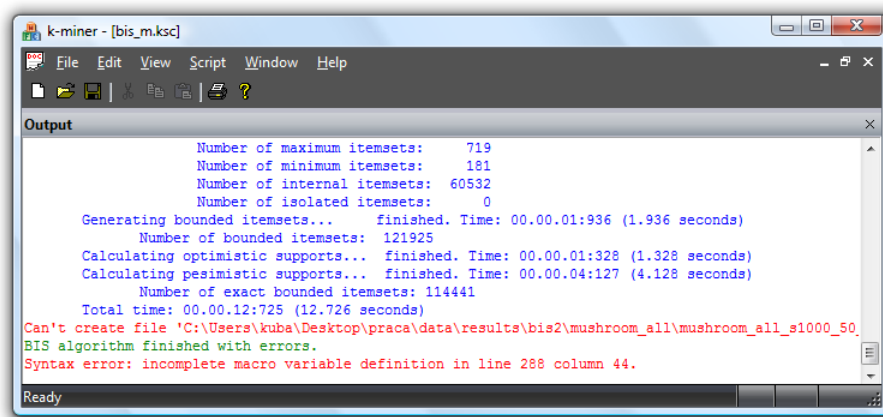 k-miner - [bis_m.ksc]
File Edit View Script Window Help
Output
Number of maximum itemsets: 719
Number of minimum itemsets: 181
Number of internal itemsets: 60532
Number of isolated itemsets: 0
Generating bounded itemsets... finished. Time: 00.00.01:936 (1.936 seconds)
Number of bounded itemsets: 121925
Calculating optimistic supports... finished. Time: 00.00.01:328 (1.328 seconds)
Calculating pesimistic supports... finished. Time: 00.00.04:127 (4.128 seconds)
Number of exact bounded itemsets: 114441
Total time: 00.00.12:725 (12.726 seconds)
Can't create file 'C:\Users\kuba\Desktop\praca\data\results\bis2\mushroom_all\mushroom_all_s1000_50_
BIS algorithm finished with errors.
Syntax error: incomplete macro variable definition in line 288 column 44.
Ready